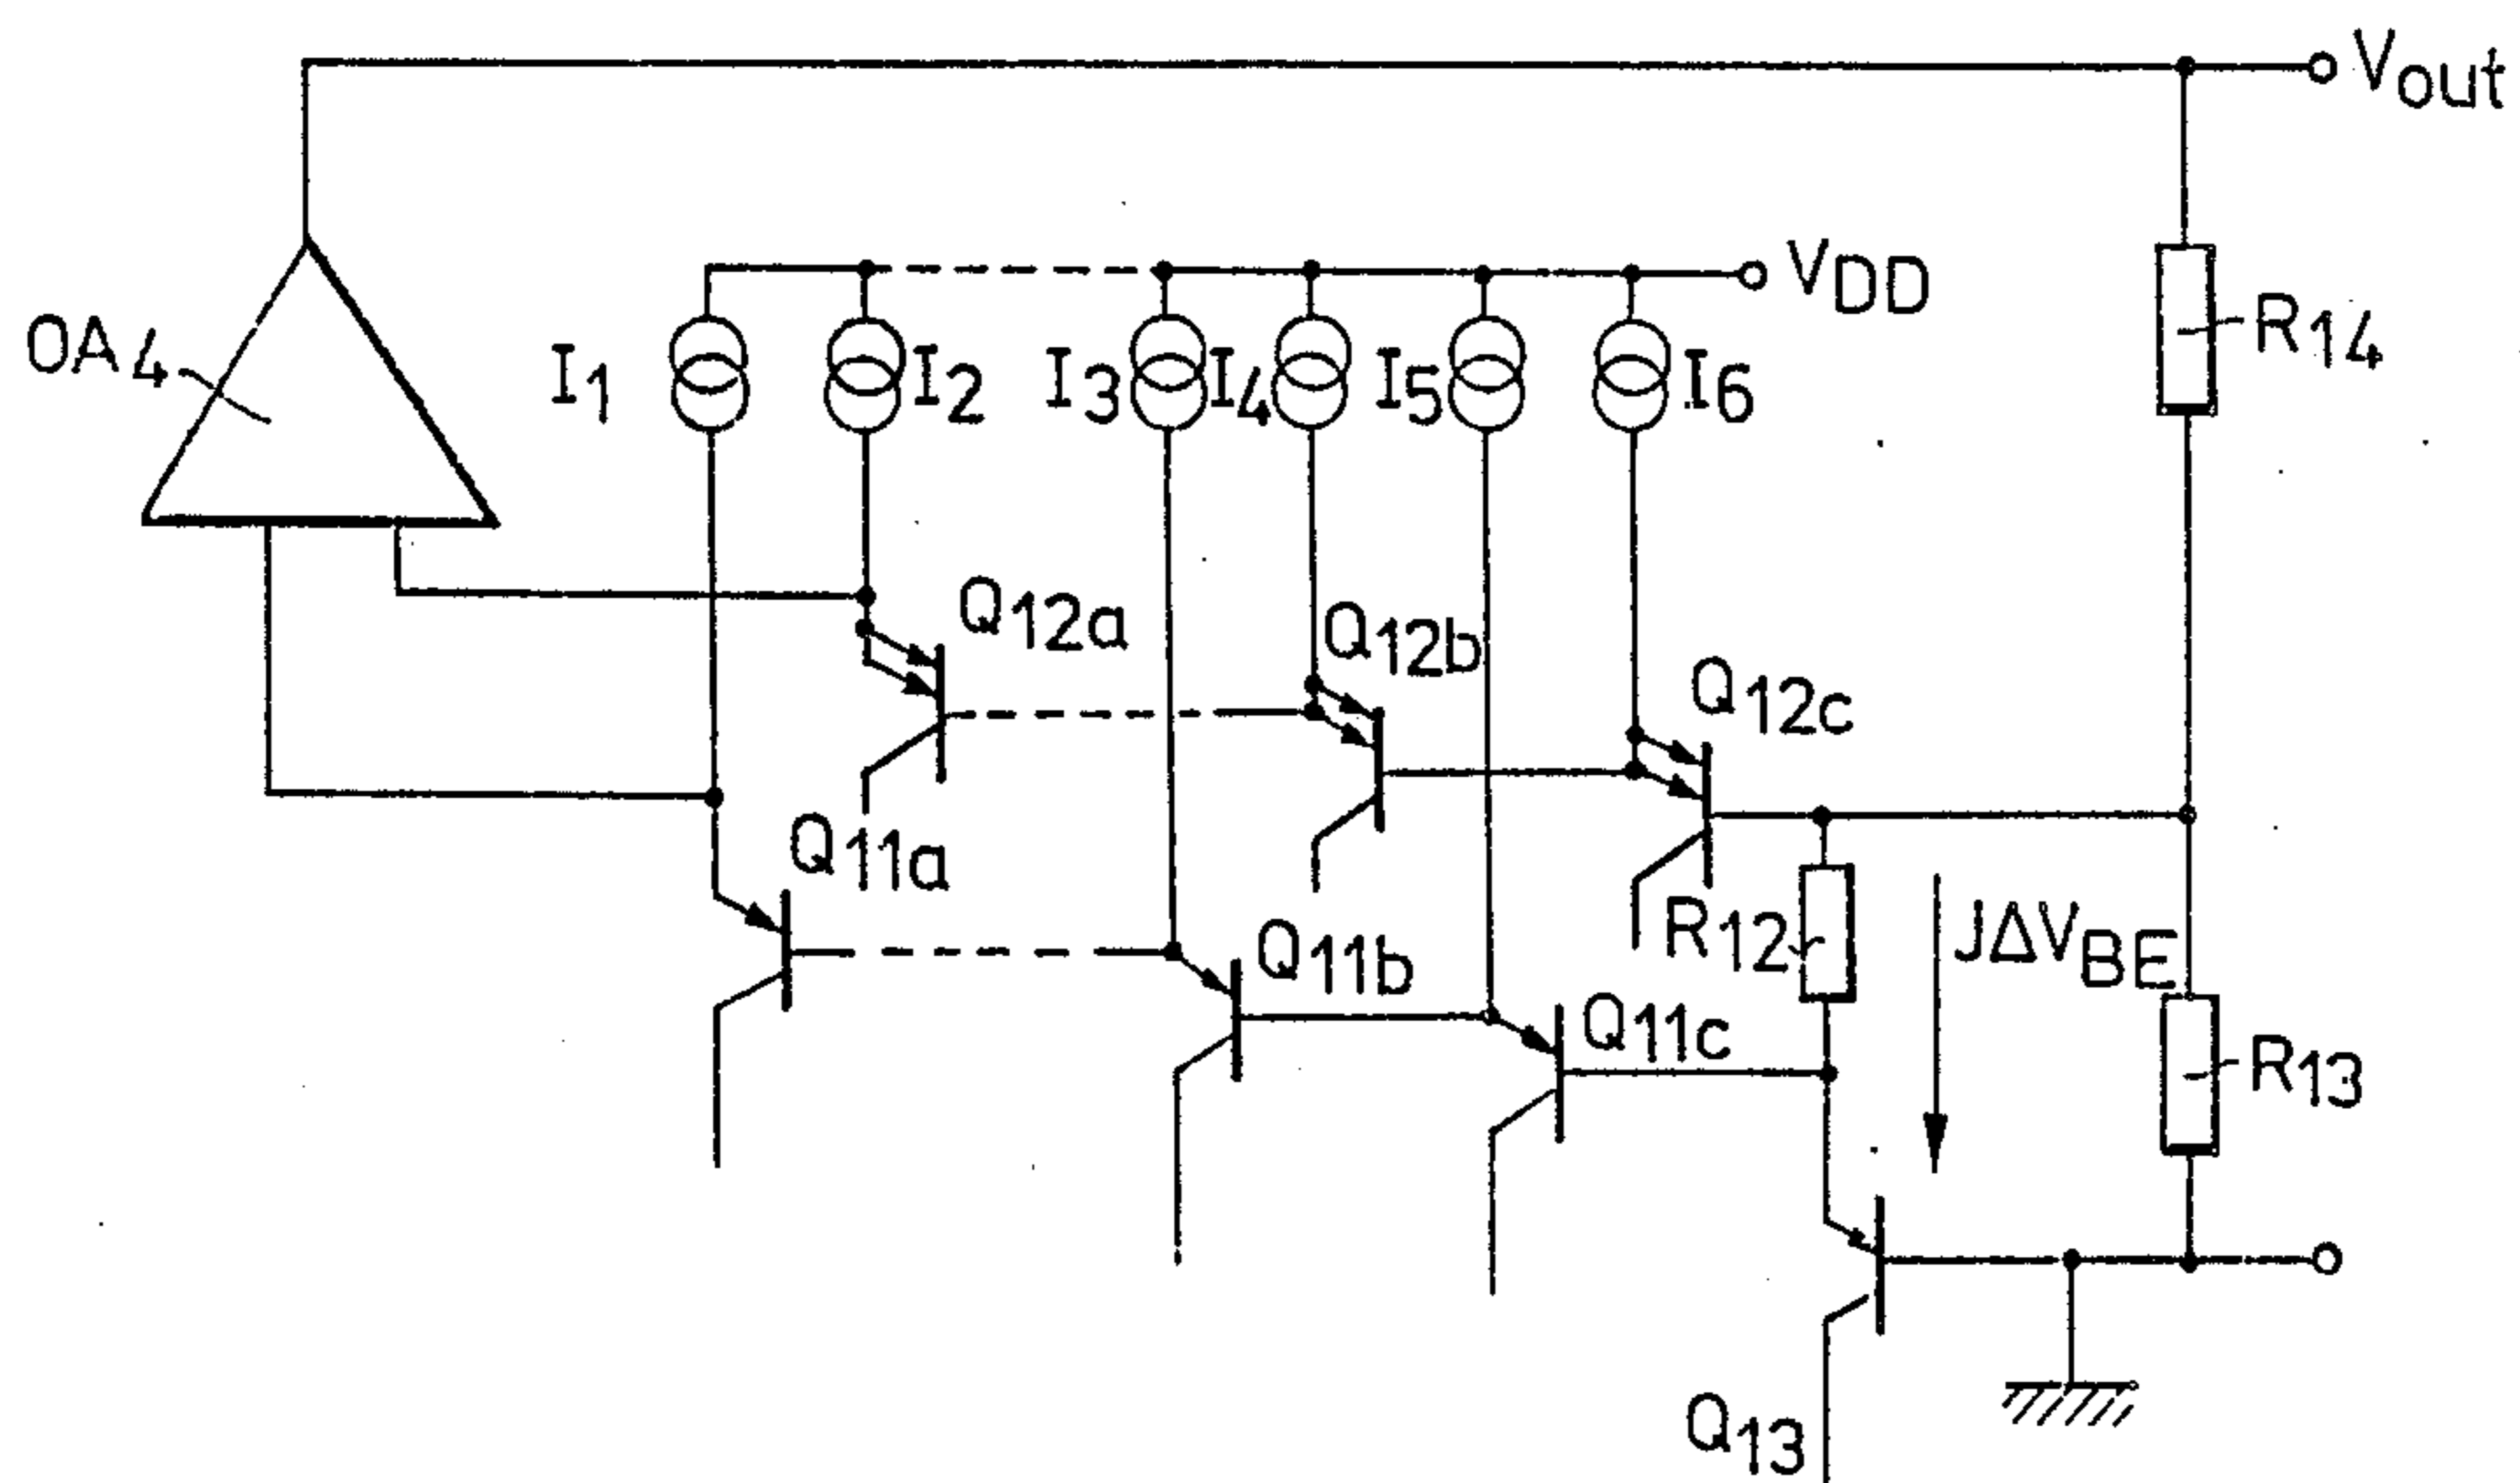 Vout
VDD
OA4
I1
I2
I3
I4
I5
I6
R14
Q12a
Q12b
Q12c
Q11a
R12
JΔVBE
Q11b
Q11c
R13
Q13